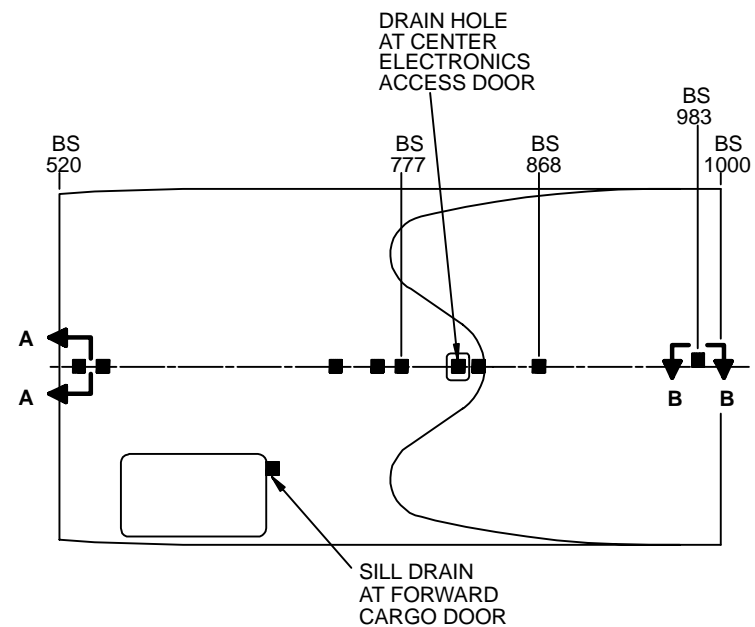 DRAIN HOLE
AT CENTER
ELECTRONICS
ACCESS DOOR
BS
520
BS
777
BS
868
BS
983
BS
1000
A
A
B
B
SILL DRAIN
AT FORWARD
CARGO DOOR